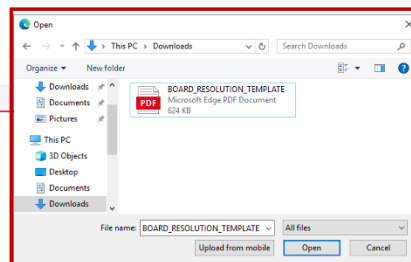 Open
This PC > Downloads
Search Downloads
Organize
New folder
Downloads
Documents
Pictures
This PC
3D Objects
Desktop
Documents
Downloads
BOARD_RESOLUTION_TEMPLATE
Microsoft Edge PDF Document
624 KB
PDF
File name: BOARD_RESOLUTION_TEMPLATE
All files
Upload from mobile
Open
Cancel